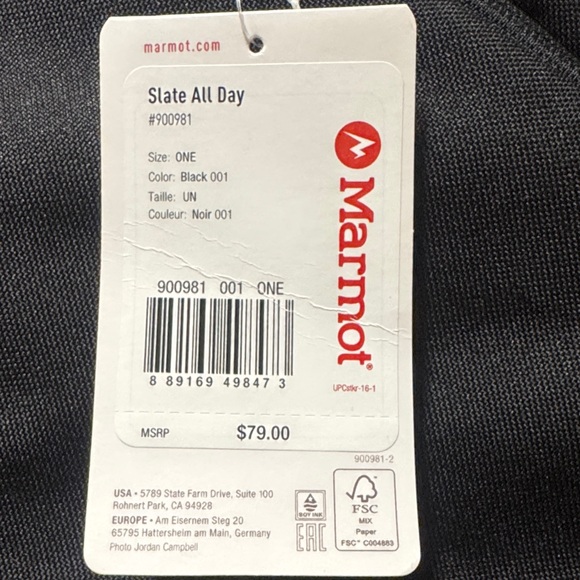 marmot.com
Slate All Day
#900981
Size: ONE
Color: Black 001
Taille: UN
Couleur: Noir 001
Marmot®
900981 001 ONE
8 89169 49847 3
UPCstkr-16-1
MSRP $79.00
900981-2
USA • 5789 State Farm Drive, Suite 100
Rohnert Park, CA 94928
EUROPE • Am Eisernem Steg 20
65795 Hattersheim am Main, Germany
Photo Jordan Campbell
SOY INK
EAC
FSC
MIX
Paper
FSC® C004883